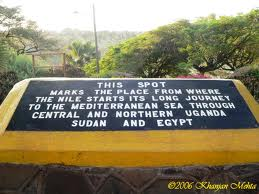 THIS SPOT
MARKS THE PLACE FROM WHERE
THE NILE STARTS ITS LONG JOURNEY
TO THE MEDITERRANEAN SEA THROUGH
CENTRAL AND NORTHERN UGANDA
SUDAN AND EGYPT
©2006 Khanjan Mehta